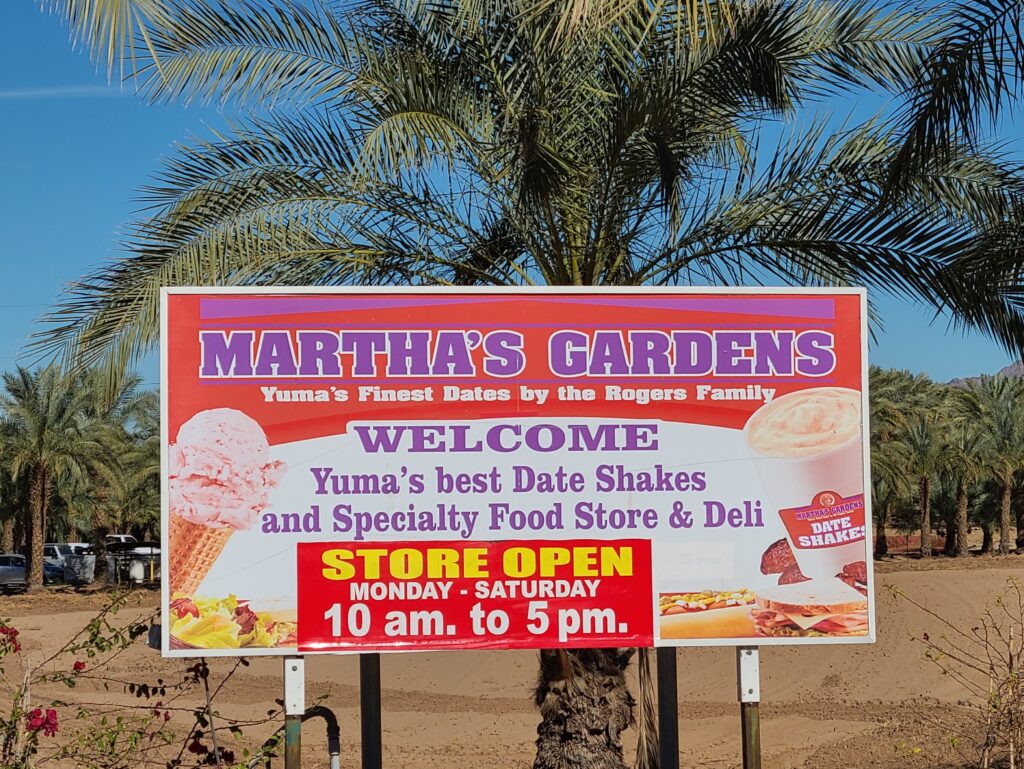 MARTHA'S GARDENS
Yuma's Finest Dates by the Rogers Family
WELCOME
Yuma's best Date Shakes
and Specialty Food Store & Deli
STORE OPEN
MONDAY - SATURDAY
10 am. to 5 pm.
MARTHA'S GARDENS
DATE
SHAKES